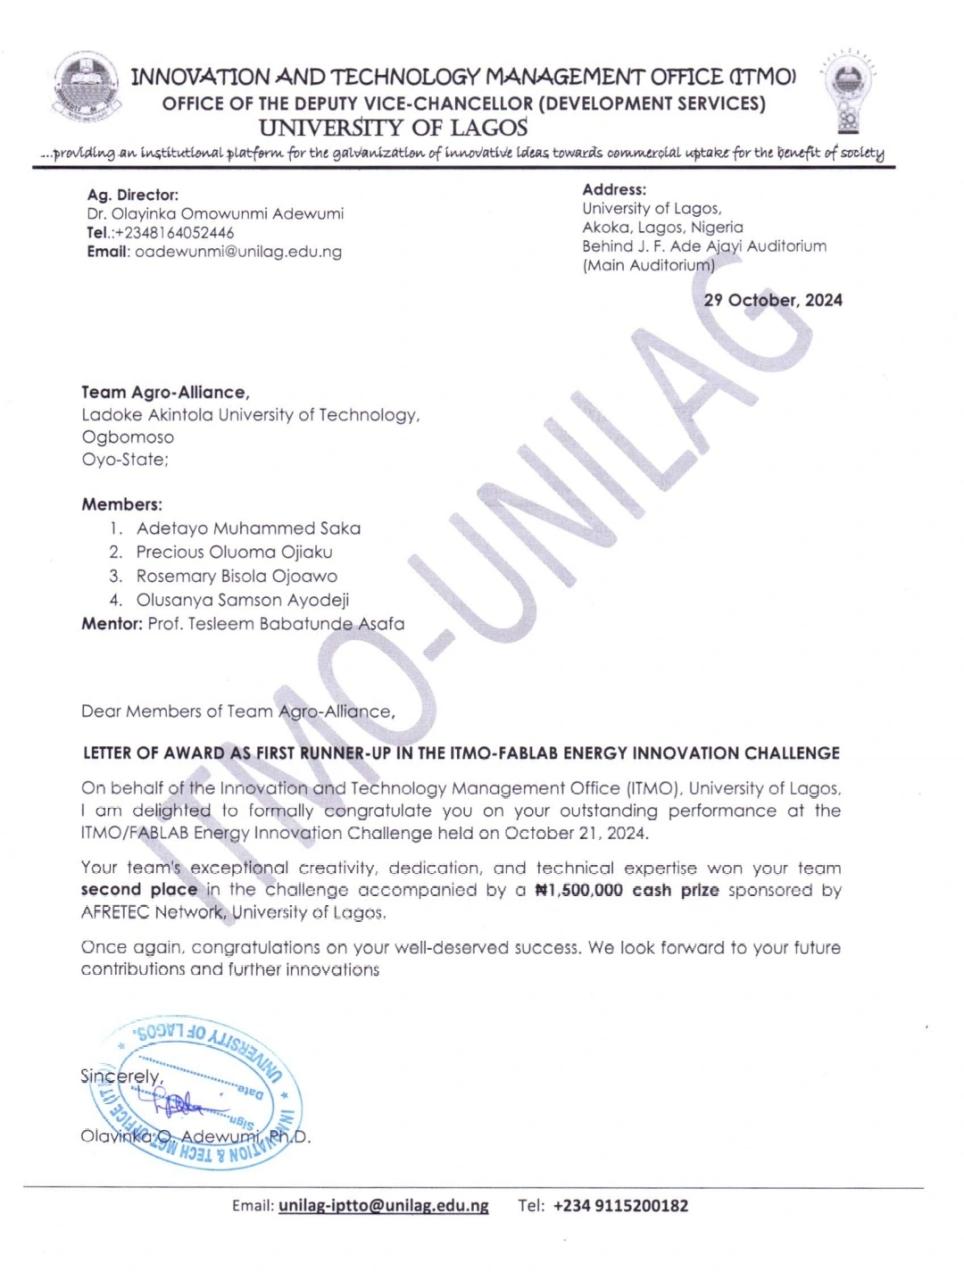 INNOVATION AND TECHNOLOGY MANAGEMENT OFFICE (ITMO)
OFFICE OF THE DEPUTY VICE-CHANCELLOR (DEVELOPMENT SERVICES)
UNIVERSITY OF LAGOS
...providing an institutional platform for the galvanization of innovative ideas towards commercial uptake for the benefit of society
Ag. Director:
Dr. Olayinka Omowunmi Adewumi
Tel.:+2348164052446
Email: oadewunmi@unilag.edu.ng
Address:
University of Lagos,
Akoka, Lagos, Nigeria
Behind J. F. Ade Ajayi Auditorium
(Main Auditorium)
29 October, 2024
ITMO-UNILAG
Team Agro-Alliance,
Ladoke Akintola University of Technology,
Ogbomoso
Oyo-State;
Members:
1. Adetayo Muhammed Saka
2. Precious Oluoma Ojiaku
3. Rosemary Bisola Ojoawo
4. Olusanya Samson Ayodeji
Mentor: Prof. Tesleem Babatunde Asafa
Dear Members of Team Agro-Alliance,
LETTER OF AWARD AS FIRST RUNNER-UP IN THE ITMO-FABLAB ENERGY INNOVATION CHALLENGE
On behalf of the Innovation and Technology Management Office (ITMO), University of Lagos,
I am delighted to formally congratulate you on your outstanding performance at the
ITMO/FABLAB Energy Innovation Challenge held on October 21, 2024.
Your team's exceptional creativity, dedication, and technical expertise won your team
second place in the challenge accompanied by a ₦1,500,000 cash prize sponsored by
AFRETEC Network, University of Lagos.
Once again, congratulations on your well-deserved success. We look forward to your future
contributions and further innovations
Sincerely,
Olayinka O. Adewumi, Ph.D.
INNOVATION & TECH MGT OFFICE (ITMO)
UNIVERSITY OF LAGOS.
Sign
Date
Email: unilag-iptto@unilag.edu.ng Tel: +234 9115200182